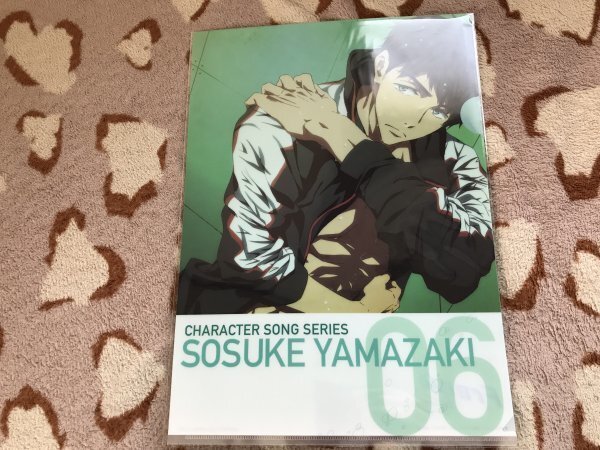 CHARACTER SONG SERIES
SOSUKE YAMAZAKI
06